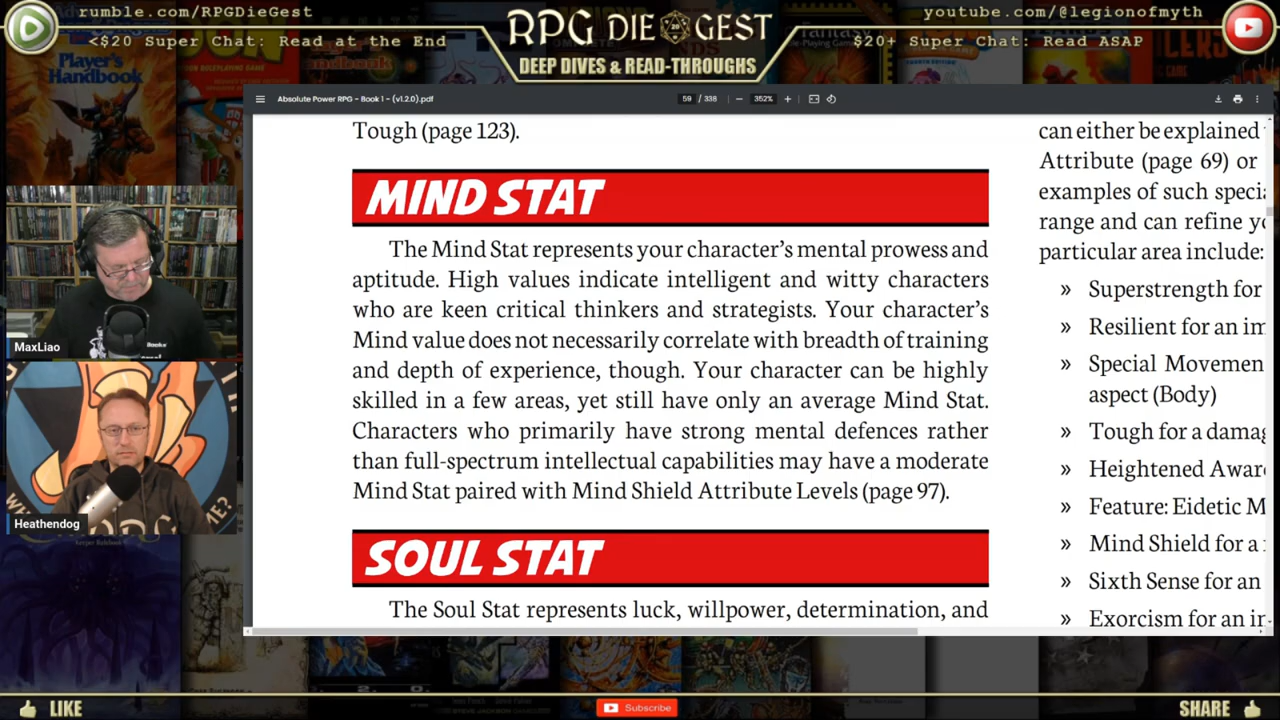 rumble.com/RPGDieGest
<$20 Super Chat: Read at the End
RPG DIE GEST
DEEP DIVES & READ-THROUGHS
youtube.com/@legionofmyth
$20+ Super Chat: Read ASAP
Player's
Handbook
Absolute Power RPG - Book 1 - (v1.2.0).pdf
59 / 338
352%
Tough (page 123).
MIND STAT
The Mind Stat represents your character's mental prowess and
aptitude. High values indicate intelligent and witty characters
who are keen critical thinkers and strategists. Your character's
Mind value does not necessarily correlate with breadth of training
and depth of experience, though. Your character can be highly
skilled in a few areas, yet still have only an average Mind Stat.
Characters who primarily have strong mental defences rather
than full-spectrum intellectual capabilities may have a moderate
Mind Stat paired with Mind Shield Attribute Levels (page 97).
SOUL STAT
The Soul Stat represents luck, willpower, determination, and
can either be explained
Attribute (page 69) or
examples of such specia
range and can refine yo
particular area include:
» Superstrength for
» Resilient for an im
» Special Movemen
aspect (Body)
» Tough for a damag
» Heightened Awar
» Feature: Eidetic M
» Mind Shield for a
» Sixth Sense for an
» Exorcism for an in
MaxLiao
Heathendog
LIKE
Subscribe
SHARE